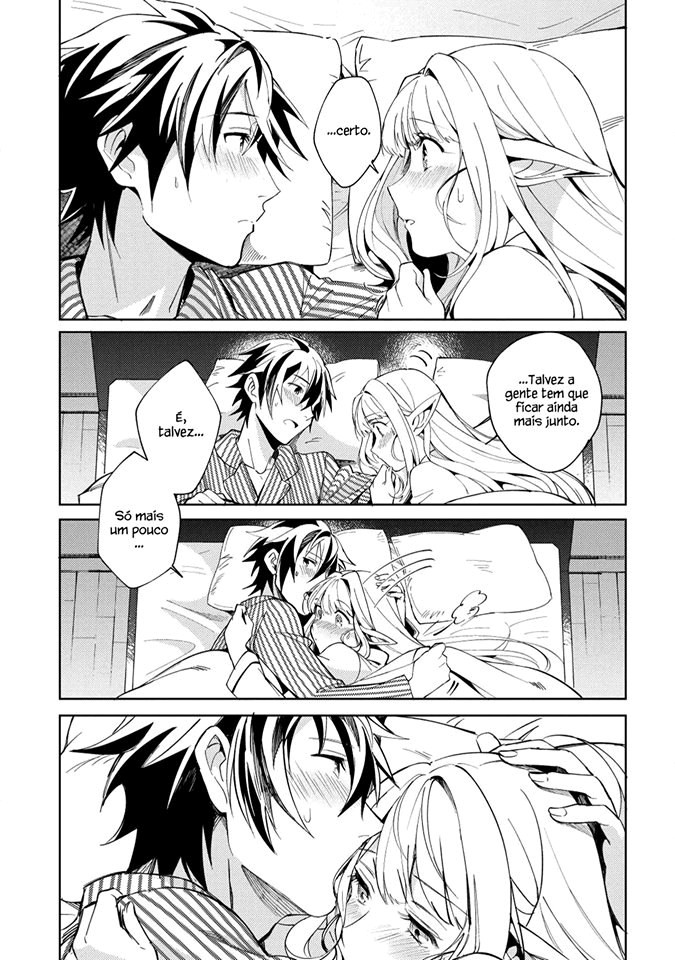 ...certo.
...Talvez a
gente tem que
ficar ainda
mais junto.
É,
talvez...
Só mais
um pouco
...